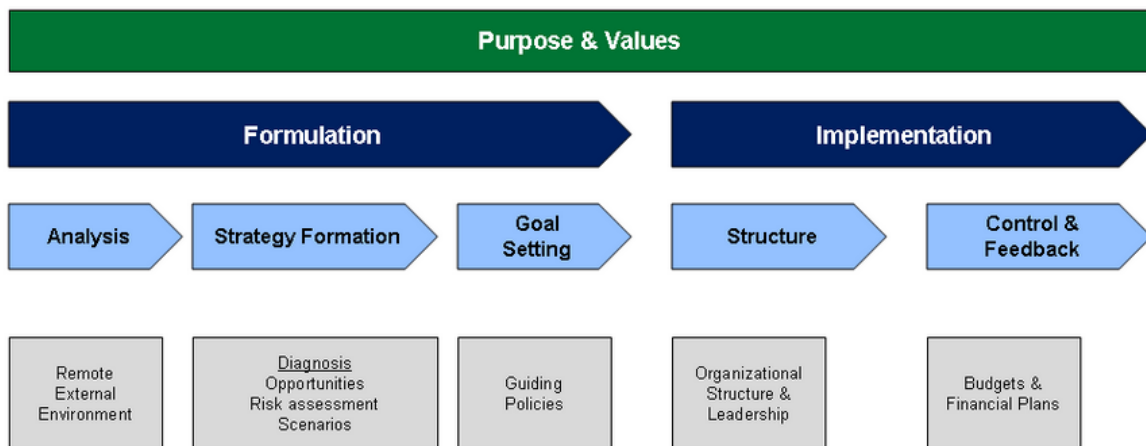 Purpose & Values
Formulation
Implementation
Analysis
Strategy Formation
Goal
Setting
Structure
Control &
Feedback
Remote
External
Environment
Diagnosis
Opportunities
Risk assessment
Scenarios
Guiding
Policies
Organizational
Structure &
Leadership
Budgets &
Financial Plans